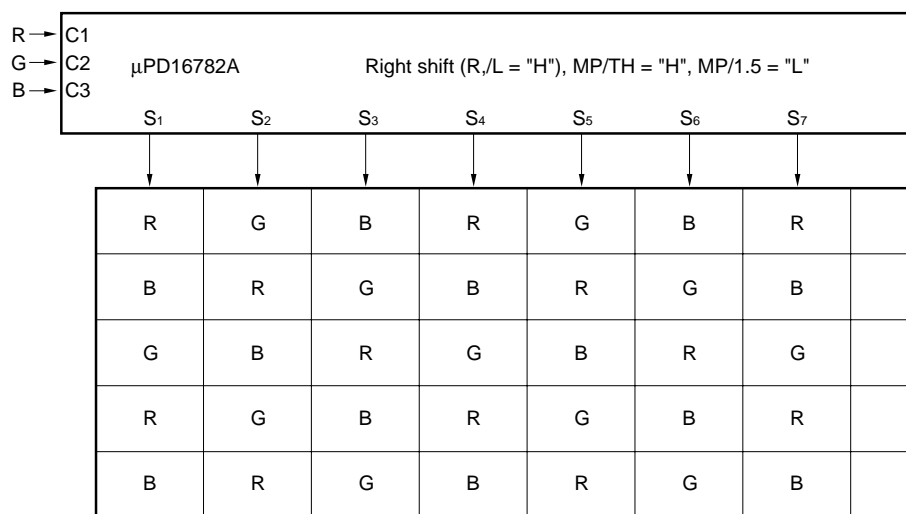 R C1
G C2 μPD16782A Right shift (R,/L = "H"), MP/TH = "H", MP/1.5 = "L"
B C3
S1 S2 S3 S4 S5 S6 S7
R G B R G B R
B R G B R G B
G B R G B R G
R G B R G B R
B R G B R G B